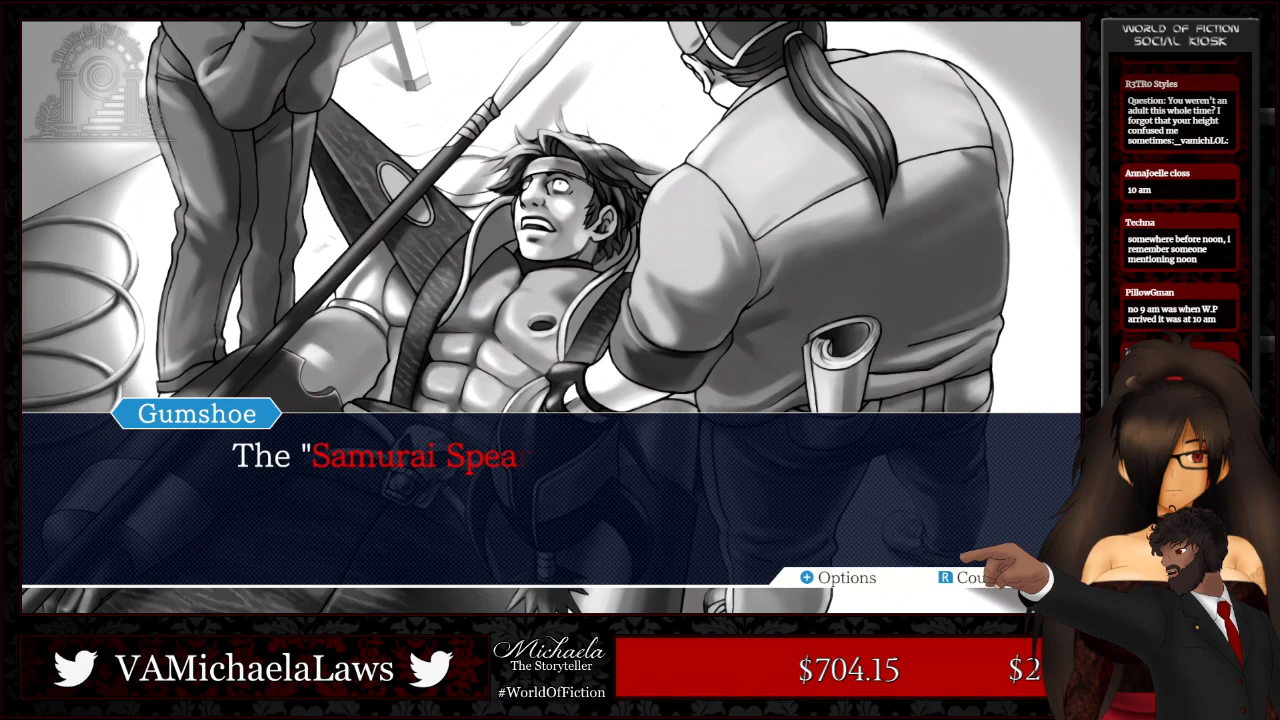 WORLD OF FICTION
SOCIAL KIOSK
R3TR0 Styles
Question: You weren't an
adult this whole time? I
forgot that your height
confused me
sometimes:_vamichLOL:
AnnaJoelle closs
10 am
Techna
somewhere before noon, i
remember someone
mentioning noon
PillowGman
no 9 am was when W.P
arrived it was at 10 am
Gumshoe
The "Samurai Spea
Options
R Cou
VAMichaelaLaws
Michaela
The Storyteller
#WorldOfFiction
$704.15
$2